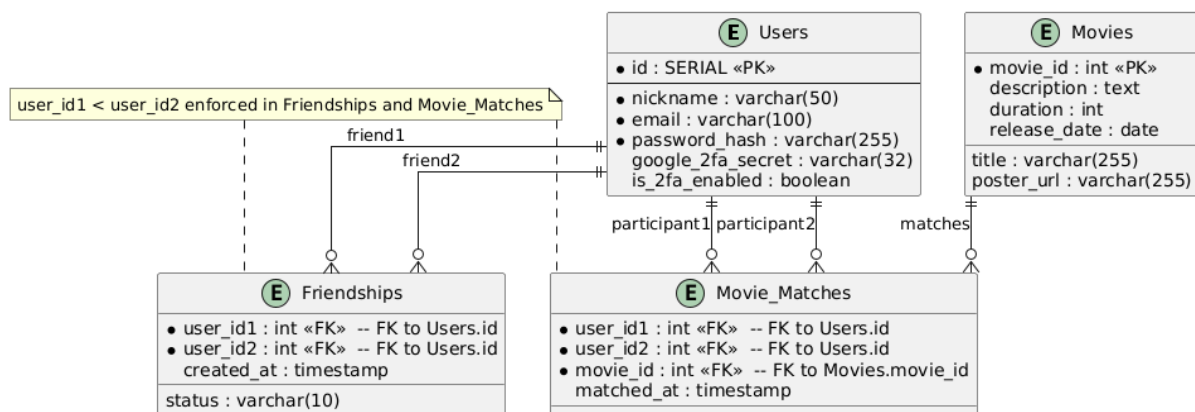 E Users
• id : SERIAL «PK»
• nickname : varchar(50)
• email : varchar(100)
• password_hash : varchar(255)
google_2fa_secret : varchar(32)
is_2fa_enabled : boolean
E Movies
• movie_id : int «PK»
description : text
duration : int
release_date : date
title : varchar(255)
poster_url : varchar(255)
user_id1 < user_id2 enforced in Friendships and Movie_Matches
friend1
friend2
participant1
participant2
matches
E Friendships
• user_id1 : int «FK» -- FK to Users.id
• user_id2 : int «FK» -- FK to Users.id
created_at : timestamp
status : varchar(10)
E Movie_Matches
• user_id1 : int «FK» -- FK to Users.id
• user_id2 : int «FK» -- FK to Users.id
• movie_id : int «FK» -- FK to Movies.movie_id
matched_at : timestamp